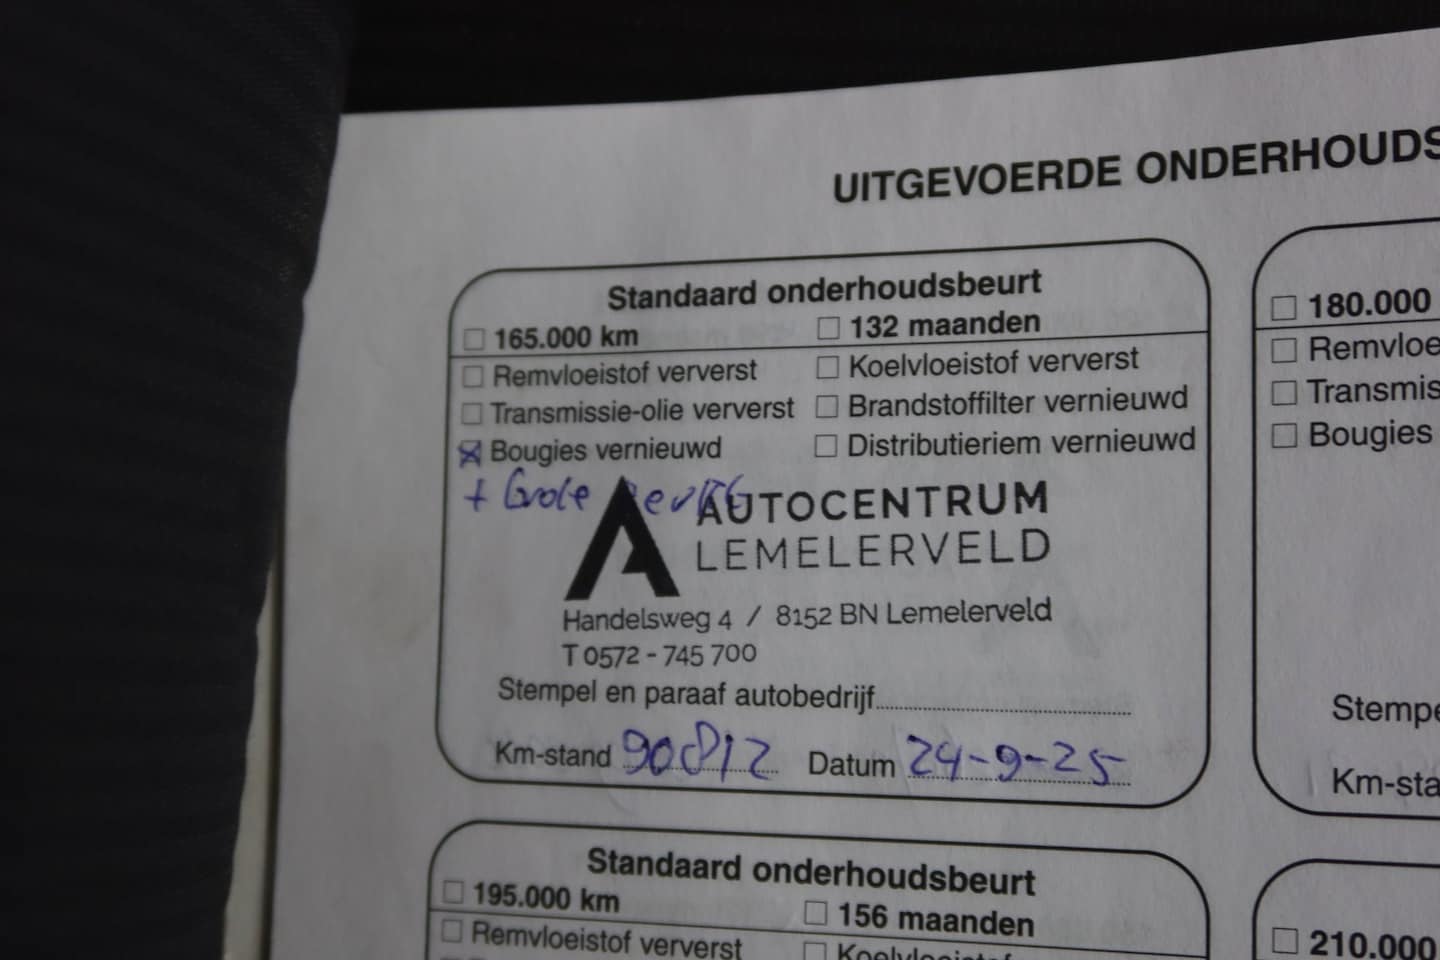 UITGEVOERDE ONDERHOUDS
Standaard onderhoudsbeurt
165.000 km 132 maanden
Remvloeistof ververst Koelvloeistof ververst
Transmissie-olie ververst Brandstoffilter vernieuwd
Bougies vernieuwd Distributieriem vernieuwd
+ Grote Beurt
AUTOCENTRUM
LEMELERVELD
Handelsweg 4 / 8152 BN Lemelerveld
T 0572 - 745 700
Stempel en paraaf autobedrijf
Km-stand 90812 Datum 24-9-25
180.000
Remvloe
Transmis
Bougies
Stempe
Km-sta
Standaard onderhoudsbeurt
195.000 km 156 maanden
Remvloeistof ververst Koelvloeistof
210.000